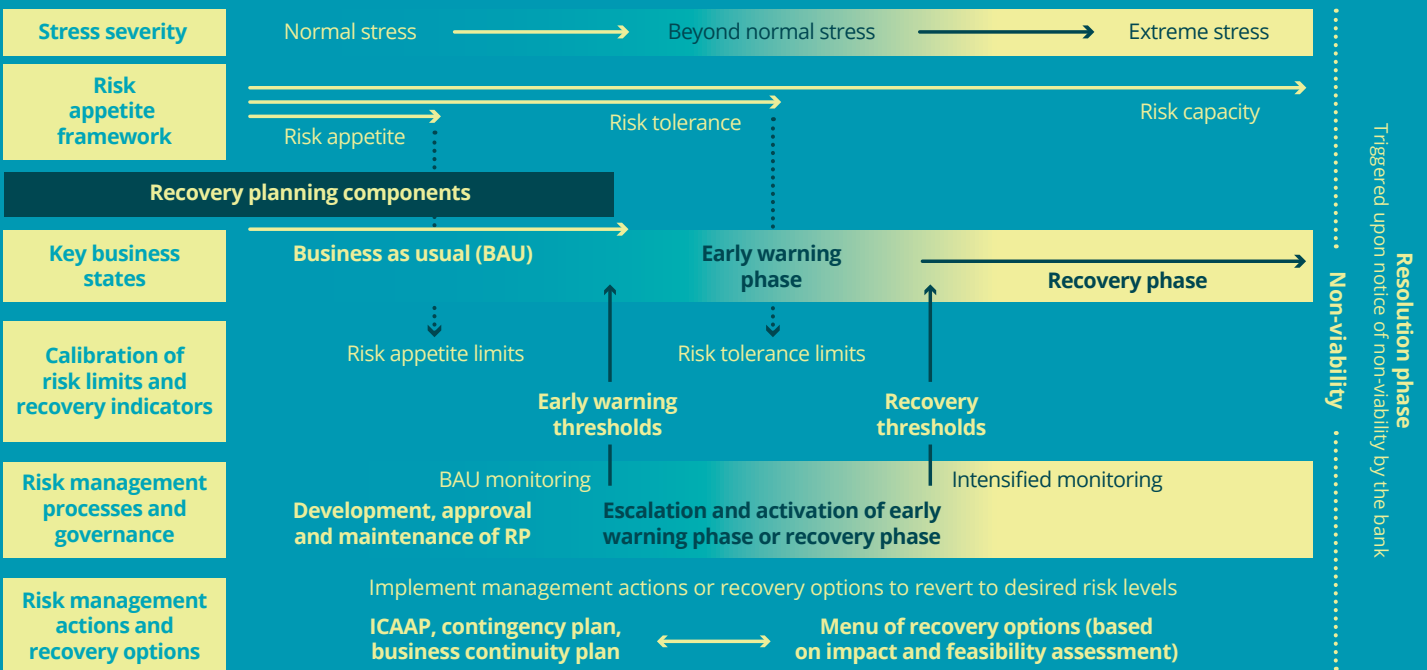 Stress severity
Normal stress
Beyond normal stress
Extreme stress
Risk
appetite
framework
Risk appetite
Risk tolerance
Risk capacity
Recovery planning components
Key business
states
Business as usual (BAU)
Early warning
phase
Recovery phase
Calibration of
risk limits and
recovery indicators
Risk appetite limits
Risk tolerance limits
Early warning
thresholds
Recovery
thresholds
Risk management
processes and
governance
BAU monitoring
Intensified monitoring
Development, approval
and maintenance of RP
Escalation and activation of early
warning phase or recovery phase
Risk management
actions and
recovery options
Implement management actions or recovery options to revert to desired risk levels
ICAAP, contingency plan,
business continuity plan
Menu of recovery options (based
on impact and feasibility assessment)
Non-viability
Resolution phase
Triggered upon notice of non-viability by the bank